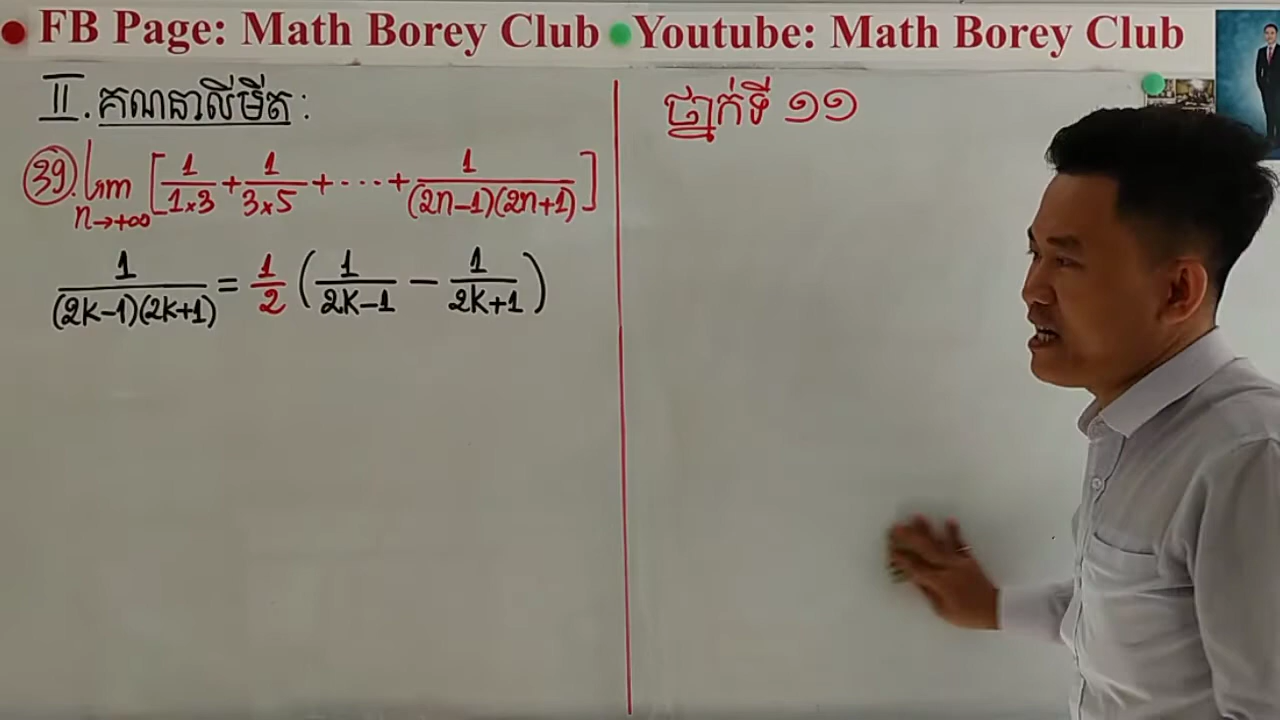 FB Page: Math Borey Club Youtube: Math Borey Club
II. គណនាលីមីត :
39. lim n→+∞ [1/(1×3) + 1/(3×5) + ··· + 1/((2n-1)(2n+1))]
1/((2k-1)(2k+1)) = 1/2 (1/(2k-1) - 1/(2k+1))
ថ្នាក់ទី ១១